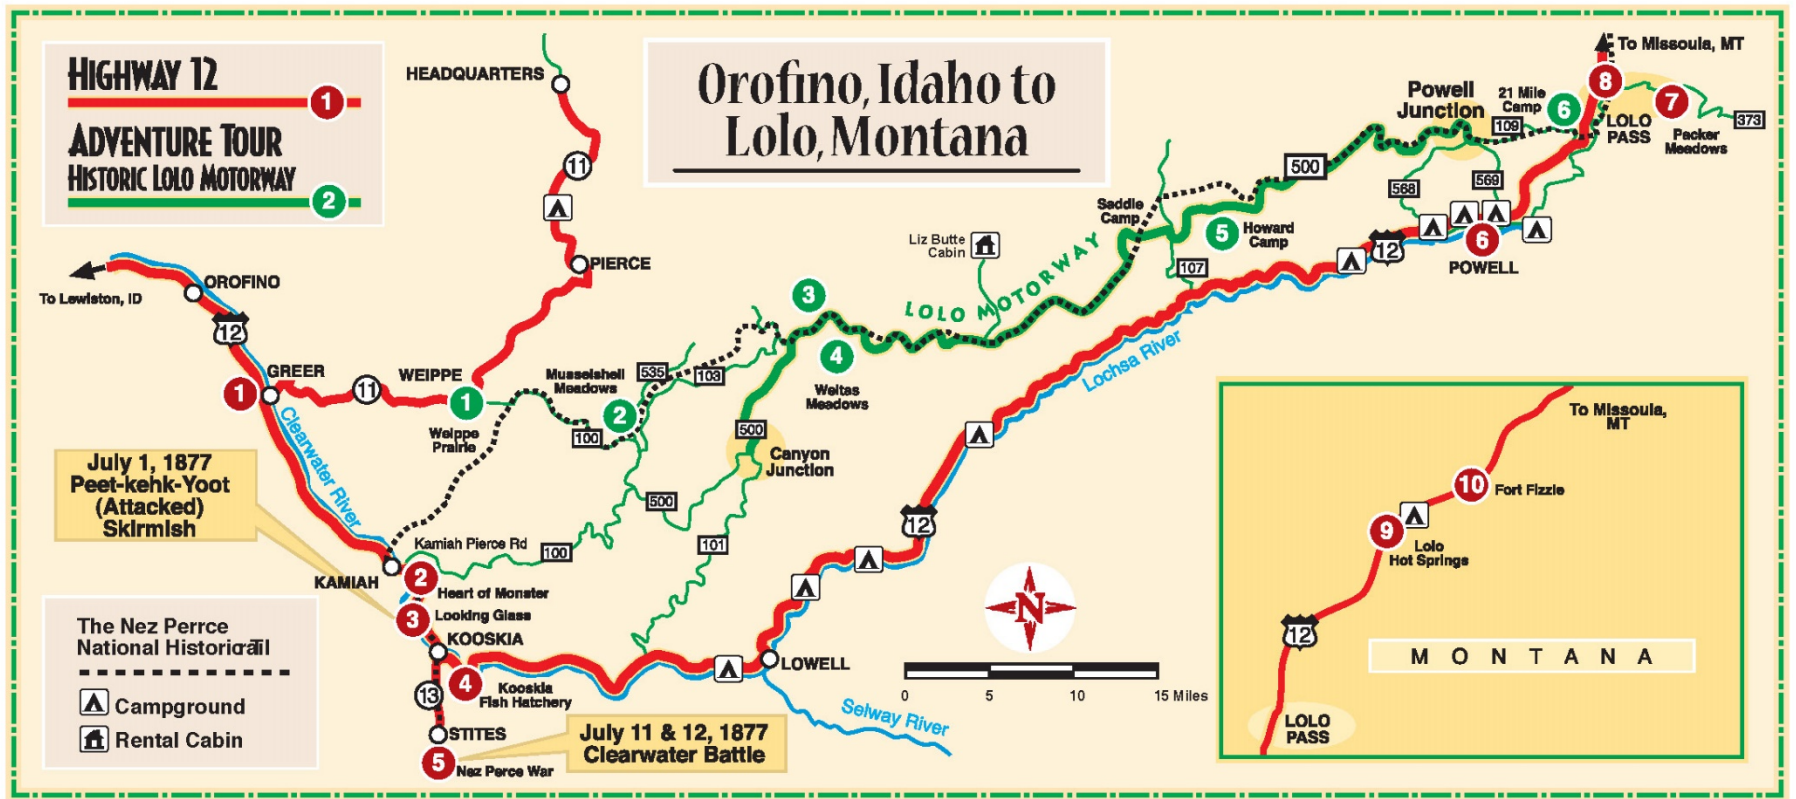 HIGHWAY 12
1
ADVENTURE TOUR
HISTORIC LOLO MOTORWAY
2
Orofino, Idaho to
Lolo, Montana
HEADQUARTERS
11
PIERCE
To Lewiston, ID
OROFINO
12
GREER
1
11
WEIPPE
1
Weippe
Prairie
Clearwater River
July 1, 1877
Peet-kehk-Yoot
(Attacked)
Skirmish
Musselshell
Meadows
2
100
535
103
3
4
Weitas
Meadows
500
Canyon
Junction
500
101
Kamiah Pierce Rd
100
KAMIAH
2
Heart of Monster
3
Looking Glass
KOOSKIA
4
Kooskia
Fish Hatchery
13
STITES
5
Nez Perce War
July 11 & 12, 1877
Clearwater Battle
LOWELL
Selway River
12
Lochsa River
LOLO MOTORWAY
Liz Butte
Cabin
Saddle
Camp
5
Howard
Camp
107
500
Powell
Junction
21 Mile
Camp
6
109
568
569
12
6
POWELL
8
To Missoula, MT
LOLO
PASS
7
Packer
Meadows
373
The Nez Perrce
National HistoricalTil
Campground
Rental Cabin
N
0 5 10 15 Miles
To Missoula,
MT
10
Fort Fizzle
9
Lolo
Hot Springs
12
MONTANA
LOLO
PASS